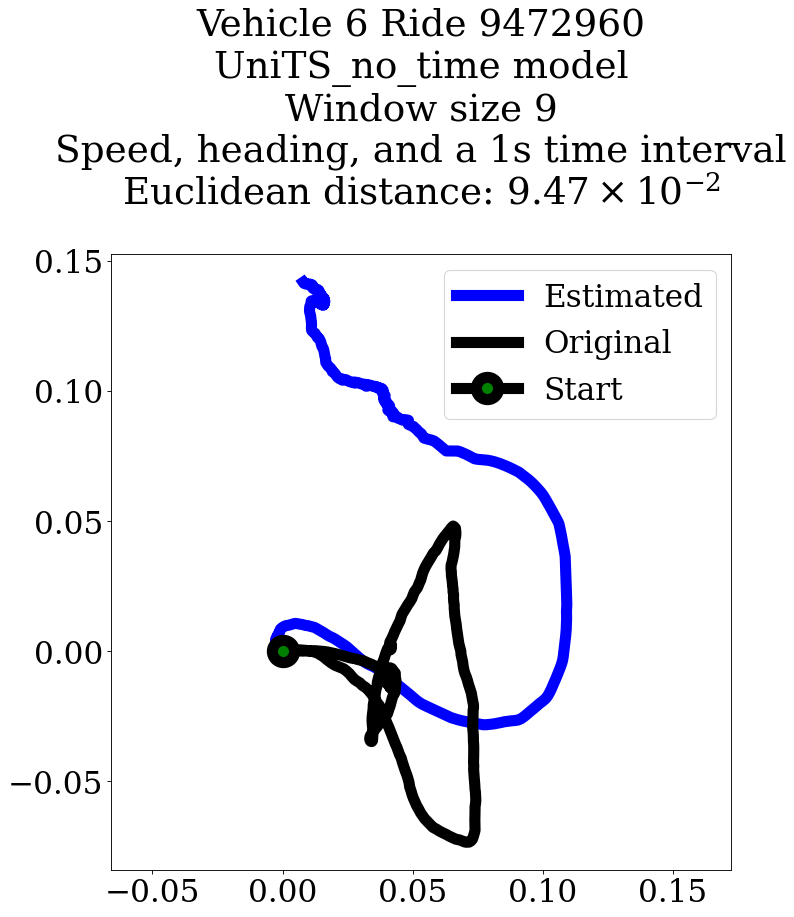 Vehicle 6 Ride 9472960
UniTS_no_time model
Window size 9
Speed, heading, and a 1s time interval
Euclidean distance: 9.47 × 10⁻²
0.15
0.10
0.05
0.00
−0.05
Estimated
Original
Start
−0.05 0.00 0.05 0.10 0.15